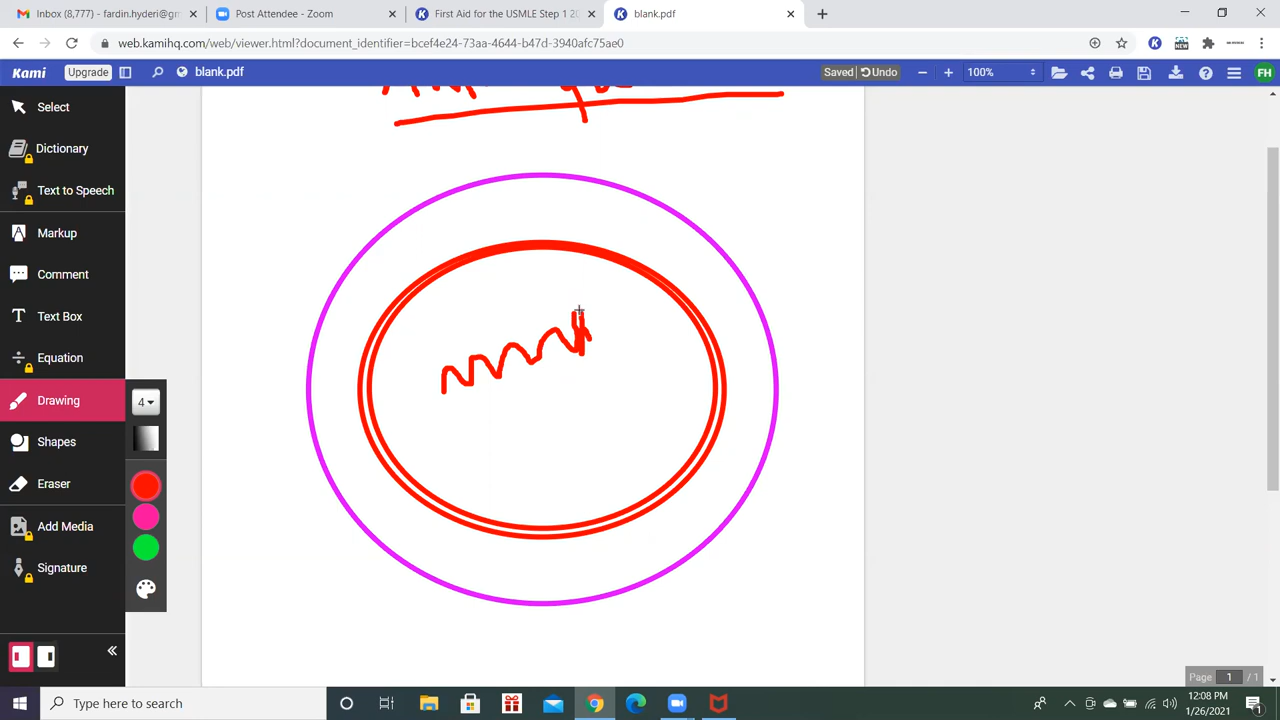 Inbox (8,777) - fardin.hyderi@gm
Post Attendee - Zoom
First Aid for the USMLE Step 1 20
blank.pdf
web.kamihq.com/web/viewer.html?document_identifier=bcef4e24-73aa-4644-b47d-3940afc75ae0
NEW
Kami
Upgrade
blank.pdf
Saved
Undo
100%
FH
Select
Dictionary
Text to Speech
Markup
Comment
T Text Box
Equation
Drawing
4
Shapes
Eraser
Add Media
Signature
Page 1 / 1
Type here to search
12:08 PM
1/26/2021